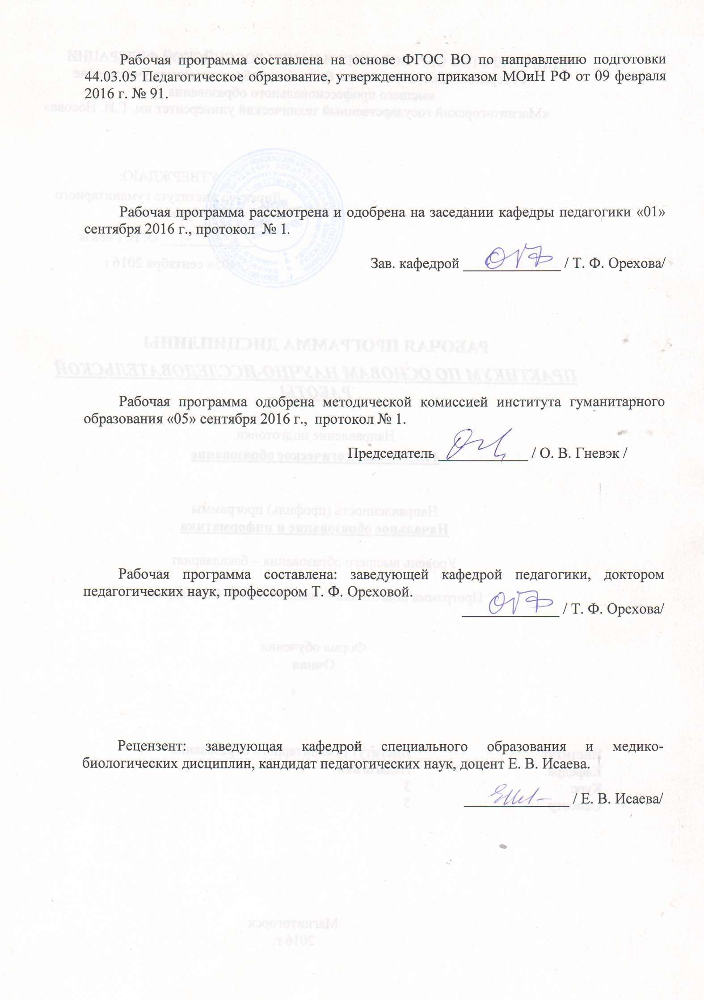 Рабочая программа составлена на основе ФГОС ВО по направлению подготовки
44.03.05 Педагогическое образование, утвержденного приказом МОиН РФ от 09 февраля
2016 г. № 91.
Рабочая программа рассмотрена и одобрена на заседании кафедры педагогики «01»
сентября 2016 г., протокол № 1.
Зав. кафедрой ____________ / Т. Ф. Орехова/
Рабочая программа одобрена методической комиссией института гуманитарного
образования «05» сентября 2016 г., протокол № 1.
Председатель ___________ / О. В. Гневэк /
Рабочая программа составлена: заведующей кафедрой педагогики, доктором
педагогических наук, профессором Т. Ф. Ореховой.
____________ / Т. Ф. Орехова/
Рецензент: заведующая кафедрой специального образования и медико-
биологических дисциплин, кандидат педагогических наук, доцент Е. В. Исаева.
_____________ / Е. В. Исаева/